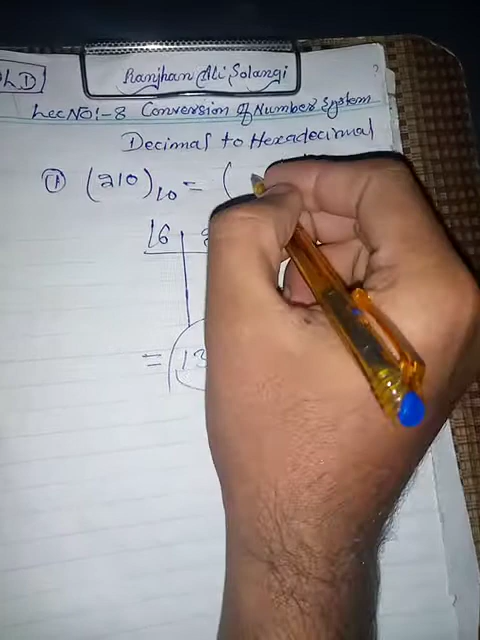 LD
Ranjhan Ali Solangi
Lec NO:-8 Conversion of Number System
Decimal to Hexadecimal
① (210)10 = (
16
= 13